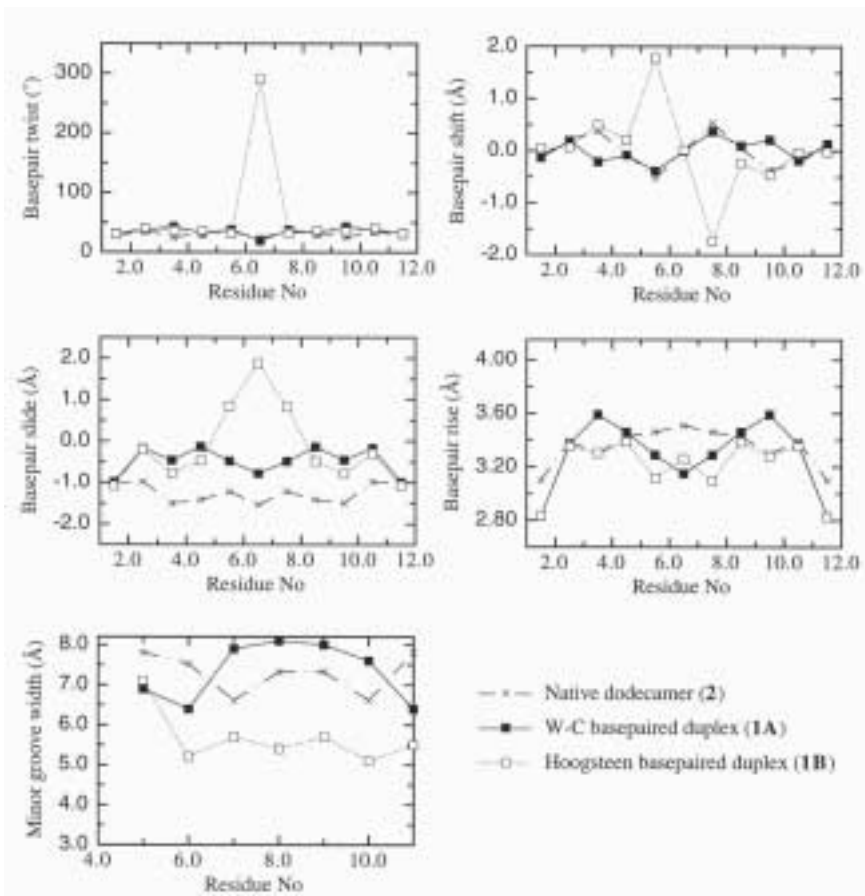 Basepair twist (°)
300
200
100
0
2.0 4.0 6.0 8.0 10.0 12.0
Residue No
Basepair shift (Å)
2.0
1.0
0.0
-1.0
-2.0
2.0 4.0 6.0 8.0 10.0 12.0
Residue No
Basepair slide (Å)
2.0
1.0
0.0
-1.0
-2.0
2.0 4.0 6.0 8.0 10.0 12.0
Residue No
Basepair rise (Å)
4.00
3.60
3.20
2.80
2.0 4.0 6.0 8.0 10.0 12.0
Residue No
Minor groove width (Å)
8.0
7.0
6.0
5.0
4.0
3.0
4.0 6.0 8.0 10.0
Residue No
Native dodecamer (2)
W-C basepaired duplex (1A)
Hoogsteen basepaired duplex (1B)